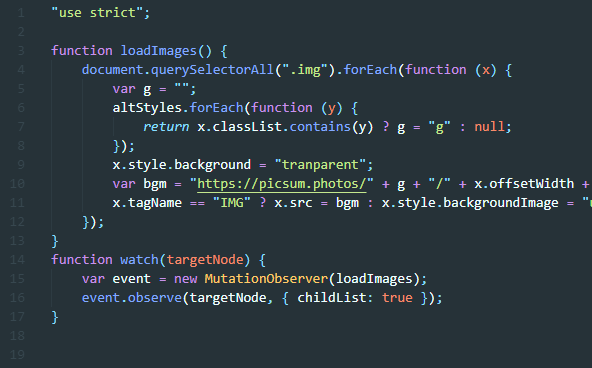 1 "use strict";
2
3 function loadImages() {
4 document.querySelectorAll(".img").forEach(function (x) {
5 var g = "";
6 altStyles.forEach(function (y) {
7 return x.classList.contains(y) ? g = "g" : null;
8 });
9 x.style.background = "tranparent";
10 var bgm = "https://picsum.photos/" + g + "/" + x.offsetWidth +
11 x.tagName == "IMG" ? x.src = bgm : x.style.backgroundImage = "
12 });
13 }
14 function watch(targetNode) {
15 var event = new MutationObserver(loadImages);
16 event.observe(targetNode, { childList: true });
17 }
18
19